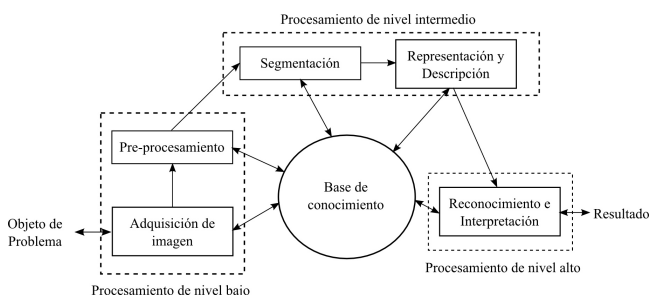 Procesamiento de nivel intermedio
Segmentación
Representación y
Descripción
Pre-procesamiento
Base de
conocimiento
Adquisición de
imagen
Objeto de
Problema
Reconocimiento e
Interpretación
Resultado
Procesamiento de nivel alto
Procesamiento de nivel bajo